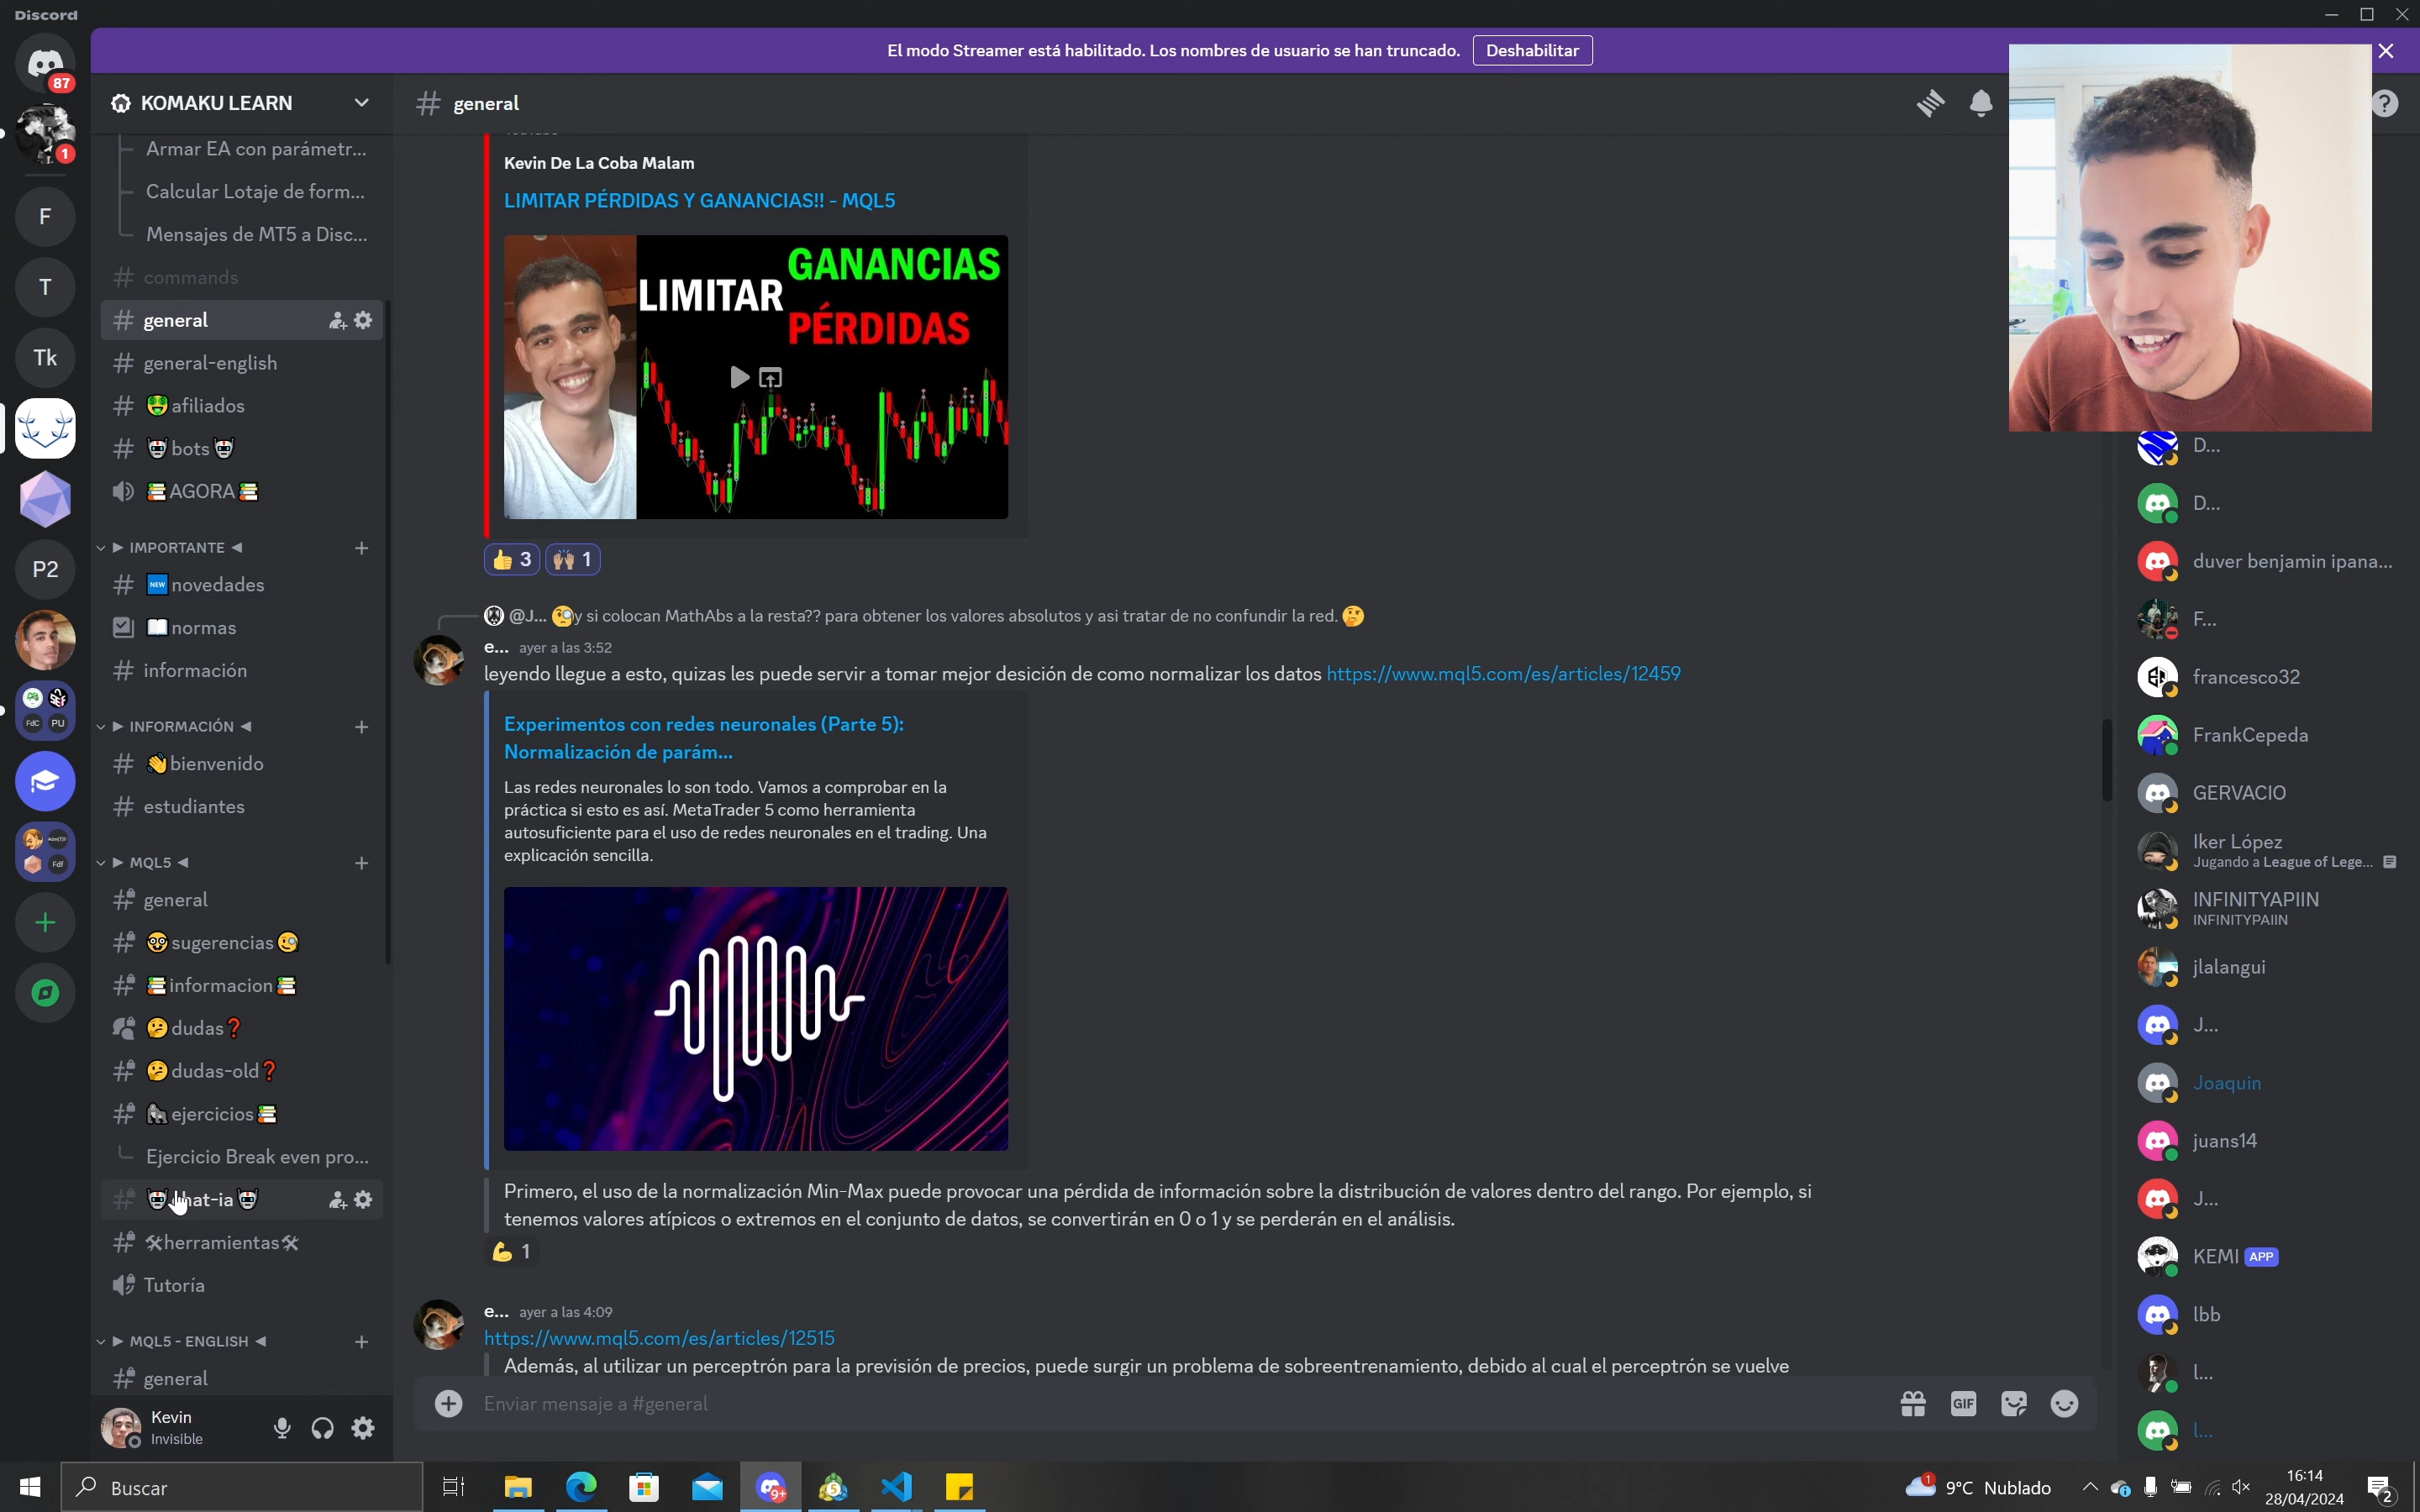 Discord
El modo Streamer está habilitado. Los nombres de usuario se han truncado.
Deshabilitar
87
1
F
T
Tk
P2
FdC
PU
FdF
KOMAKU LEARN
Armar EA con parámetr...
Calcular Lotaje de form...
Mensajes de MT5 a Disc...
commands
general
general-english
🤑afiliados
🤖bots🤖
📚AGORA📚
▶ IMPORTANTE ◀
🆕novedades
📖normas
información
▶ INFORMACIÓN ◀
👋bienvenido
estudiantes
▶ MQL5 ◀
general
🤓sugerencias🧐
📚informacion📚
🤔dudas❓
🤔dudas-old❓
🦍ejercicios📚
Ejercicio Break even pro...
hat-ia🤖
🛠herramientas🛠
Tutoría
▶ MQL5 - ENGLISH ◀
general
Kevin
Invisible
# general
Kevin De La Coba Malam
LIMITAR PÉRDIDAS Y GANANCIAS!! - MQL5
LIMITAR
GANANCIAS
PÉRDIDAS
👍 3 🙌🏽 1
@J... 🧐y si colocan MathAbs a la resta?? para obtener los valores absolutos y asi tratar de no confundir la red. 🤔
e... ayer a las 3:52
leyendo llegue a esto, quizas les puede servir a tomar mejor desición de como normalizar los datos https://www.mql5.com/es/articles/12459
Experimentos con redes neuronales (Parte 5):
Normalización de parám...
Las redes neuronales lo son todo. Vamos a comprobar en la
práctica si esto es así. MetaTrader 5 como herramienta
autosuficiente para el uso de redes neuronales en el trading. Una
explicación sencilla.
Primero, el uso de la normalización Min-Max puede provocar una pérdida de información sobre la distribución de valores dentro del rango. Por ejemplo, si
tenemos valores atípicos o extremos en el conjunto de datos, se convertirán en 0 o 1 y se perderán en el análisis.
💪 1
e... ayer a las 4:09
https://www.mql5.com/es/articles/12515
Además, al utilizar un perceptrón para la previsión de precios, puede surgir un problema de sobreentrenamiento, debido al cual el perceptrón se vuelve
Enviar mensaje a #general
GIF
D...
D...
duver benjamin ipana...
F...
francesco32
FrankCepeda
GERVACIO
Iker López
Jugando a League of Lege...
INFINITYAPIIN
INFINITYPAIIN
jlalangui
J...
Joaquin
juans14
J...
KEMI APP
lbb
l...
l...
Buscar
9+
5
1
9°C Nublado
16:14
28/04/2024
2